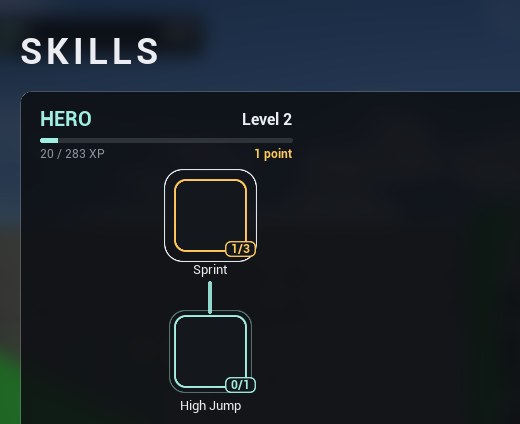 SKILLS
HERO Level 2
20 / 283 XP 1 point
1/3
Sprint
0/1
High Jump